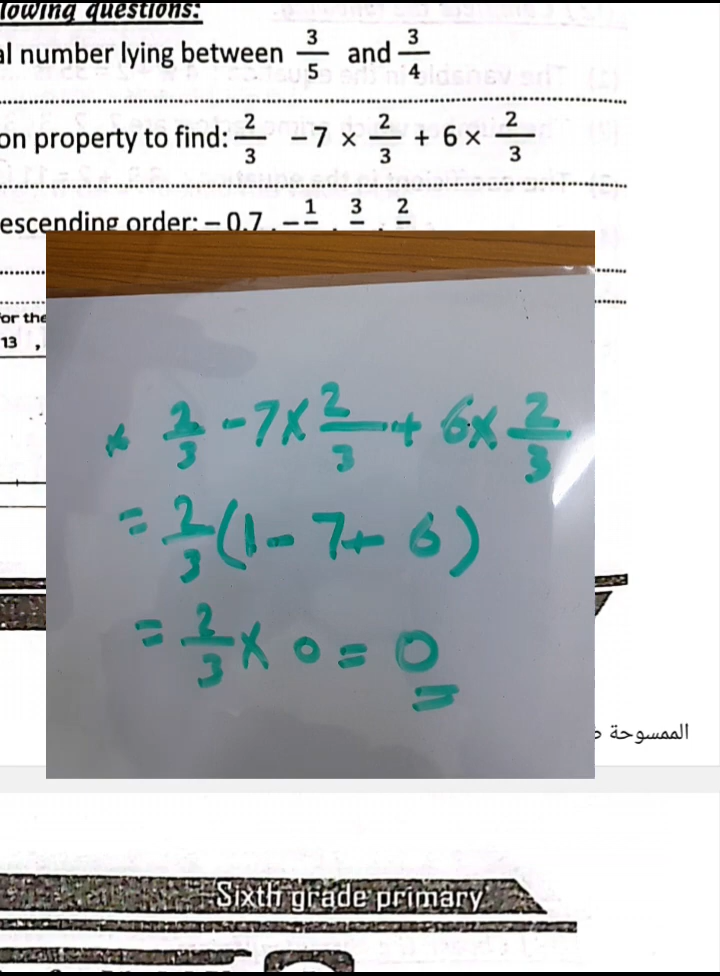 lowing questions:
al number lying between 3/5 and 3/4
on property to find: 2/3 - 7 × 2/3 + 6 × 2/3
escending order: - 0.7 , - 1 , 3 , 2
or the
13 ,
× 2/3 - 7 × 2/3 + 6 × 2/3
= 2/3 (1 - 7 + 6)
= 2/3 × 0 = 0
الممسوحة
Sixth grade primary